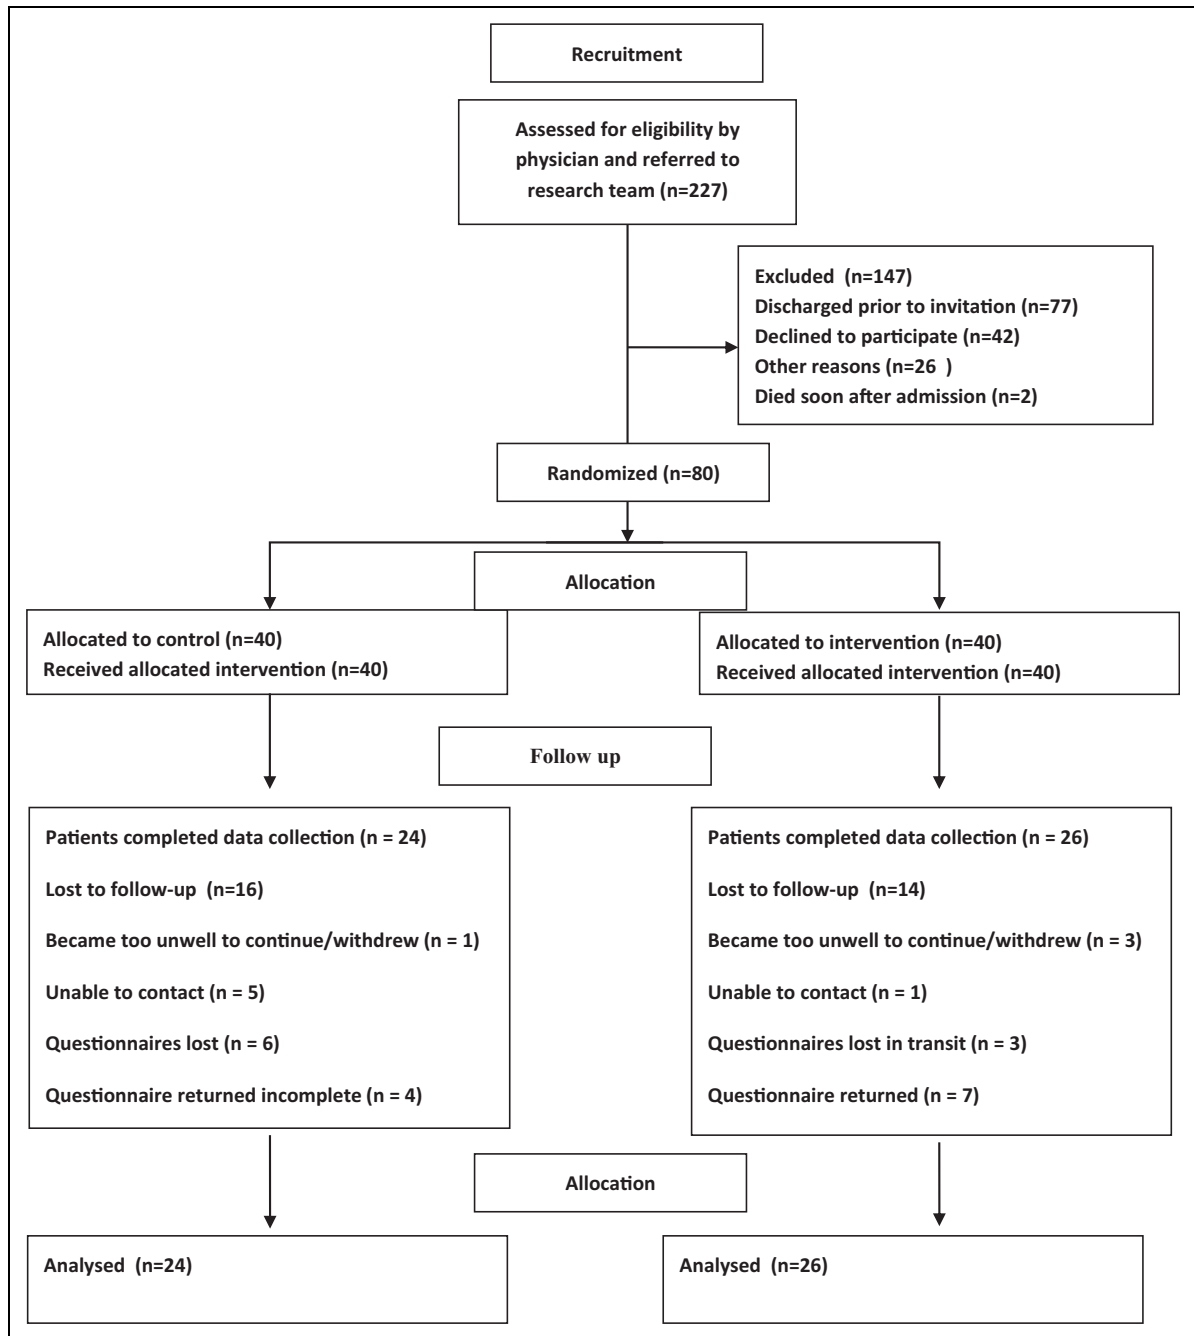 Recruitment
Assessed for eligibility by
physician and referred to
research team (n=227)
Excluded  (n=147)
Discharged prior to invitation (n=77)
Declined to participate (n=42)
Other reasons (n=26  )
Died soon after admission (n=2)
Randomized (n=80)
Allocation
Allocated to control (n=40)
Received allocated intervention (n=40)
Allocated to intervention (n=40)
Received allocated intervention (n=40)
Follow up
Patients completed data collection (n = 24)
Lost to follow-up  (n=16)
Became too unwell to continue/withdrew (n = 1)
Unable to contact (n = 5)
Questionnaires lost (n = 6)
Questionnaire returned incomplete (n = 4)
Patients completed data collection (n = 26)
Lost to follow-up  (n=14)
Became too unwell to continue/withdrew (n = 3)
Unable to contact (n = 1)
Questionnaires lost in transit (n = 3)
Questionnaire returned (n = 7)
Allocation
Analysed  (n=24)
Analysed  (n=26)